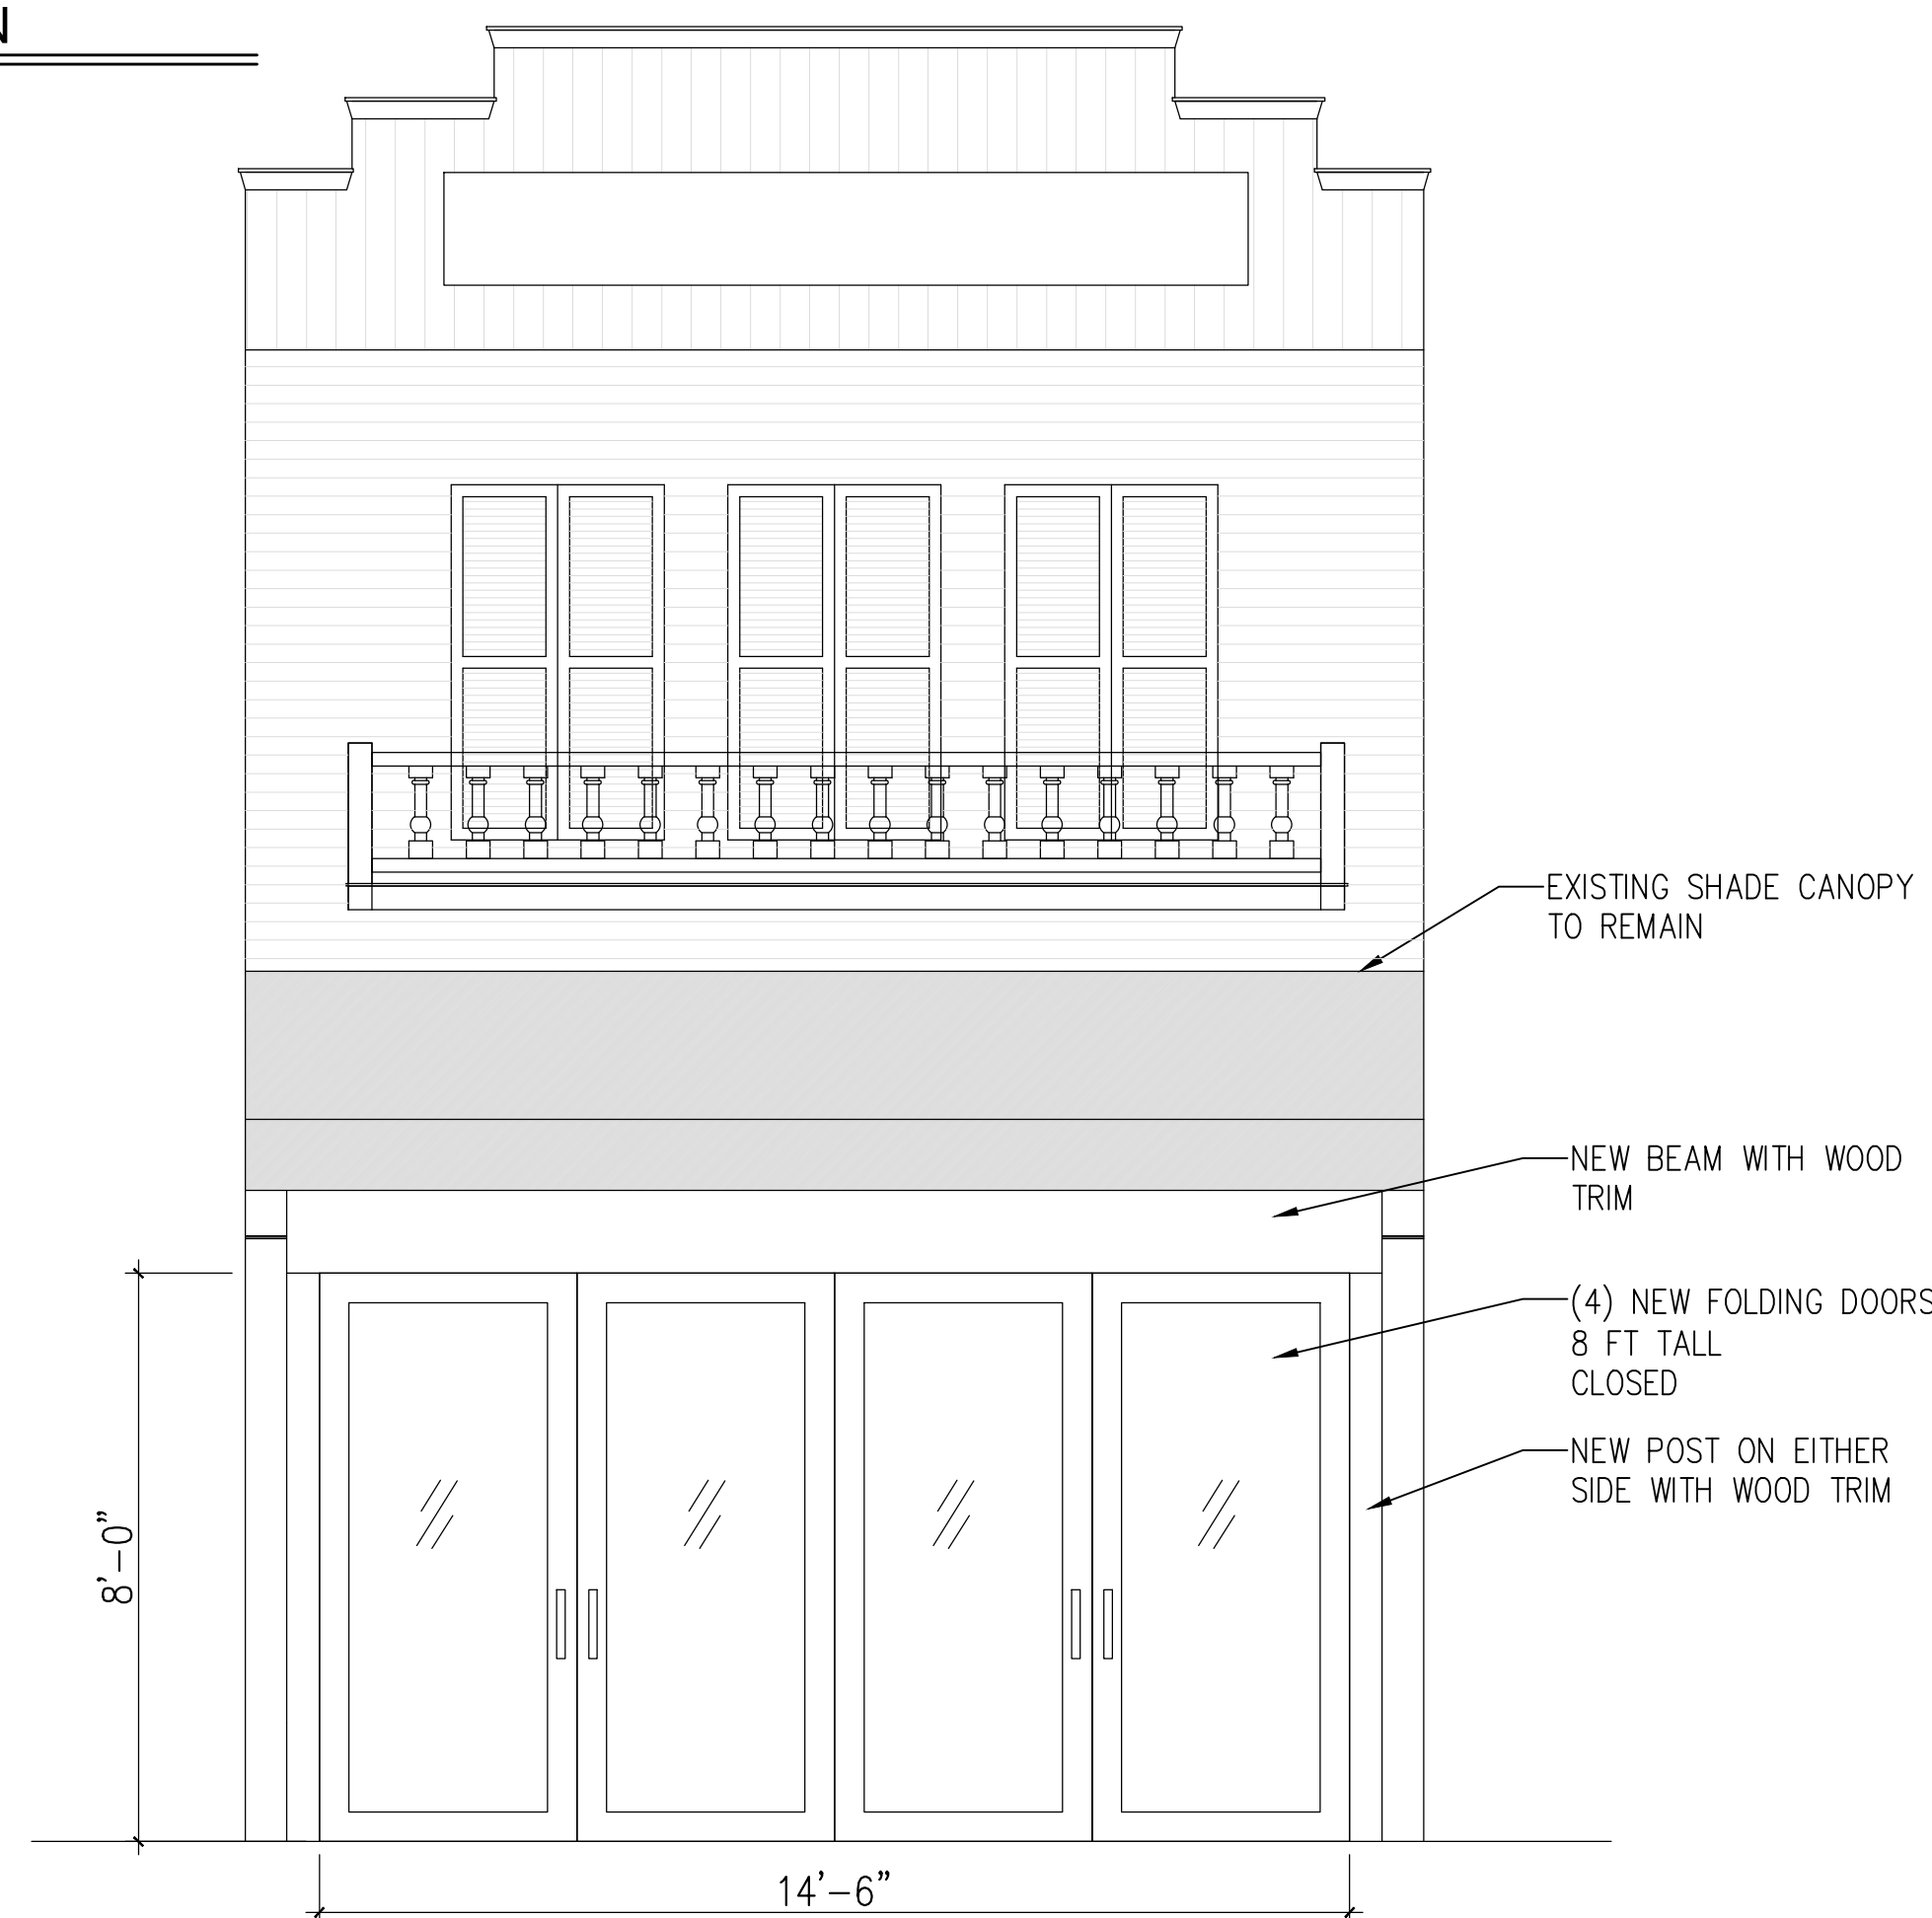 N
EXISTING SHADE CANOPY
TO REMAIN
NEW BEAM WITH WOOD
TRIM
(4) NEW FOLDING DOORS
8 FT TALL
CLOSED
NEW POST ON EITHER
SIDE WITH WOOD TRIM
8'-0"
14'-6"